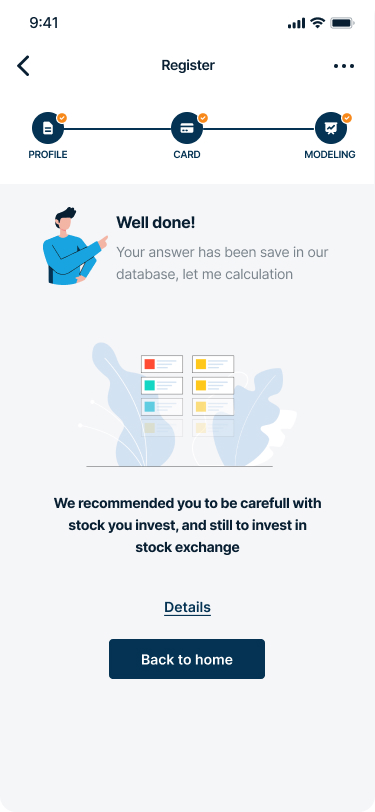 9:41
Register
PROFILE
CARD
MODELING
Well done!
Your answer has been save in our
database, let me calculation
We recommended you to be carefull with
stock you invest, and still to invest in
stock exchange
Details
Back to home